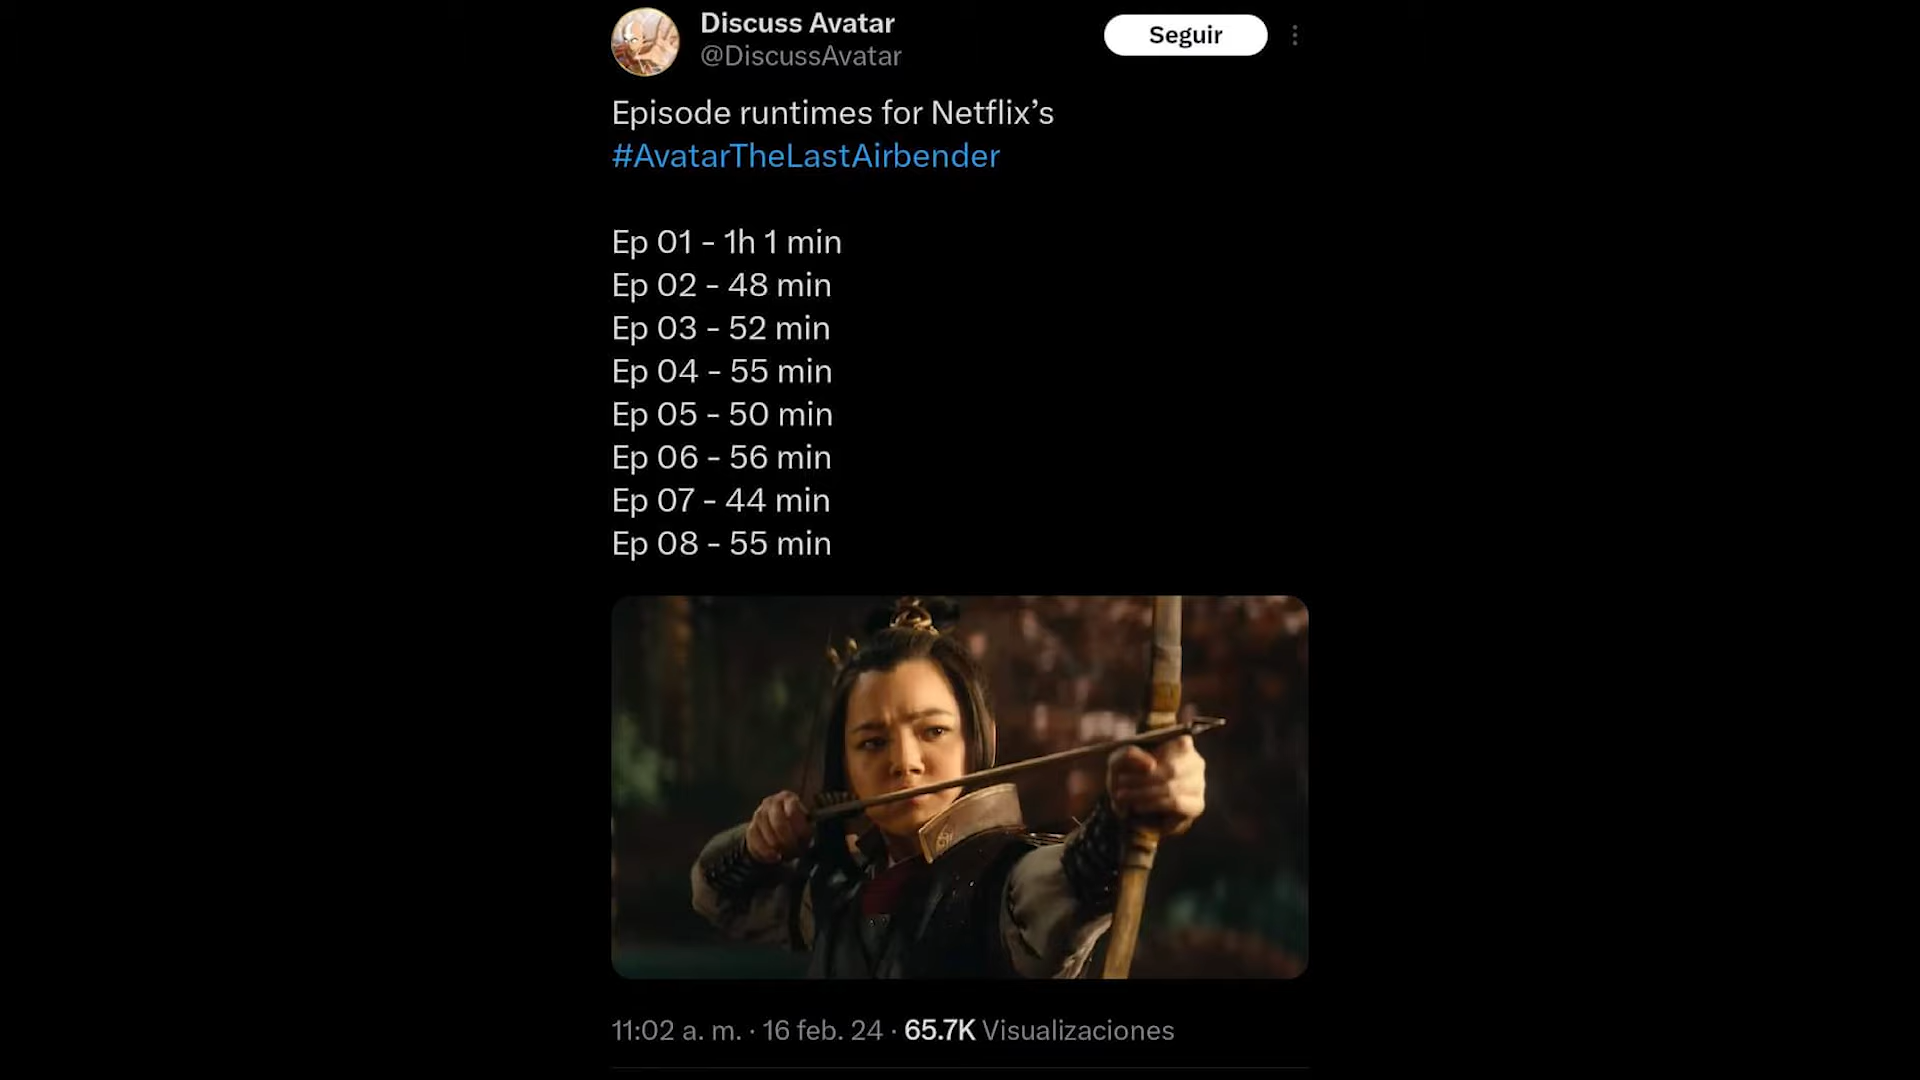 Discuss Avatar
@DiscussAvatar
Seguir
Episode runtimes for Netflix’s
#AvatarTheLastAirbender
Ep 01 - 1h 1 min
Ep 02 - 48 min
Ep 03 - 52 min
Ep 04 - 55 min
Ep 05 - 50 min
Ep 06 - 56 min
Ep 07 - 44 min
Ep 08 - 55 min
11:02 a. m. · 16 feb. 24 · 65.7K Visualizaciones